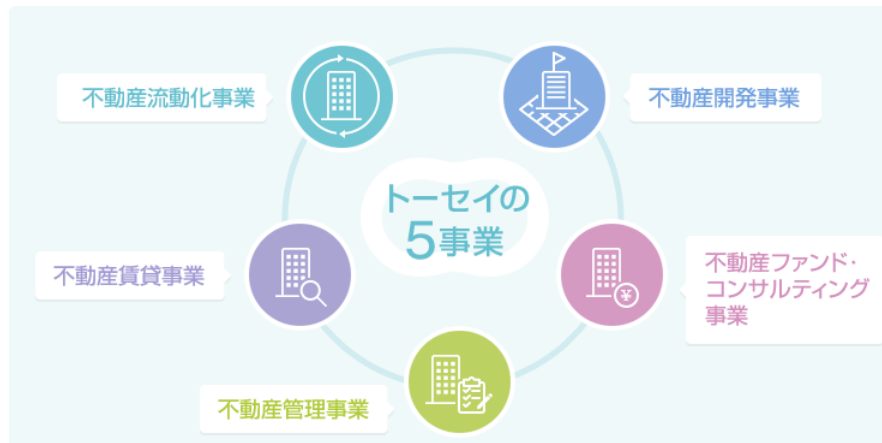 不動産流動化事業
不動産開発事業
トーセイの
5事業
不動産賃貸事業
不動産ファンド・
コンサルティング
事業
不動産管理事業